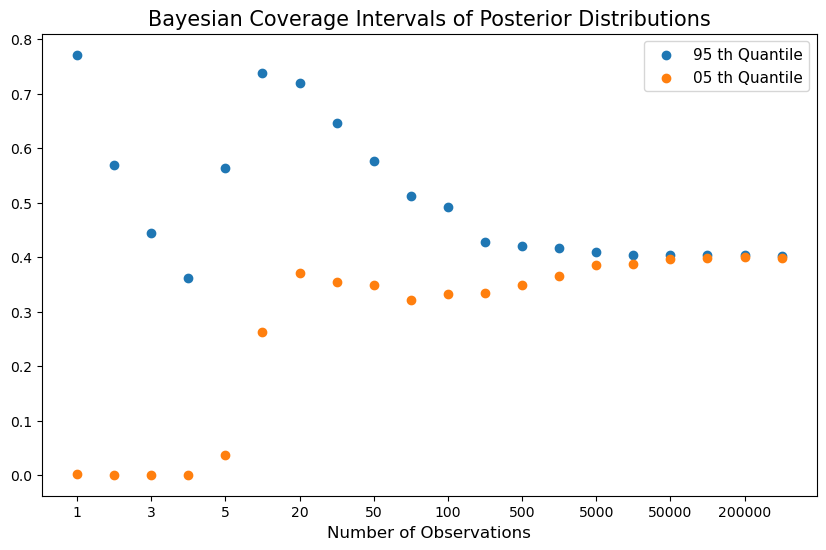 Bayesian Coverage Intervals of Posterior Distributions
95 th Quantile
05 th Quantile
0.8
0.7
0.6
0.5
0.4
0.3
0.2
0.1
0.0
1 3 5 20 50 100 500 5000 50000 200000
Number of Observations